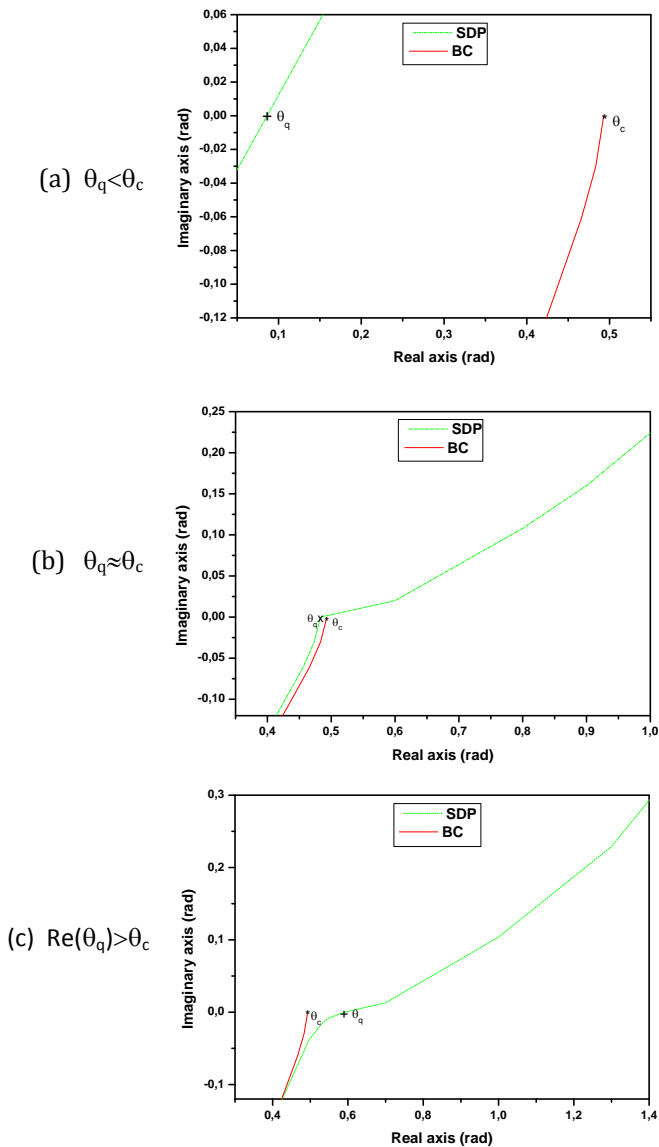 (a) θq<θc
Imaginary axis (rad)
0,06
0,04
0,02
0,00
-0,02
-0,04
-0,06
-0,08
-0,10
-0,12
SDP
BC
θq
θc
0,1
0,2
0,3
0,4
0,5
Real axis (rad)
(b) θq≈θc
Imaginary axis (rad)
0,25
0,20
0,15
0,10
0,05
0,00
-0,05
-0,10
SDP
BC
θq
θc
0,4
0,5
0,6
0,7
0,8
0,9
1,0
Real axis (rad)
(c) Re(θq)>θc
Imaginary axis (rad)
0,3
0,2
0,1
0,0
-0,1
SDP
BC
θc
θq
0,4
0,6
0,8
1,0
1,2
1,4
Real axis (rad)